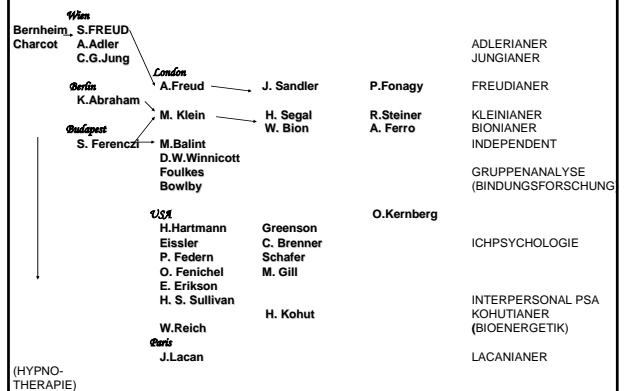 Wien
Bernheim S.FREUD
Charcot A.Adler ADLERIANER
C.G.Jung JUNGIANER
London
Berlin A.Freud J. Sandler P.Fonagy FREUDIANER
K.Abraham
M. Klein H. Segal R.Steiner KLEINIANER
Budapest W. Bion A. Ferro BIONIANER
S. Ferenczi M.Balint INDEPENDENT
D.W.Winnicott
Foulkes GRUPPENANALYSE
Bowlby (BINDUNGSFORSCHUNG
USA O.Kernberg
H.Hartmann Greenson
Eissler C. Brenner ICHPSYCHOLOGIE
P. Federn Schafer
O. Fenichel M. Gill
E. Erikson
H. S. Sullivan INTERPERSONAL PSA
H. Kohut KOHUTIANER
W.Reich (BIOENERGETIK)
Paris
J.Lacan LACANIANER
(HYPNO-
THERAPIE)